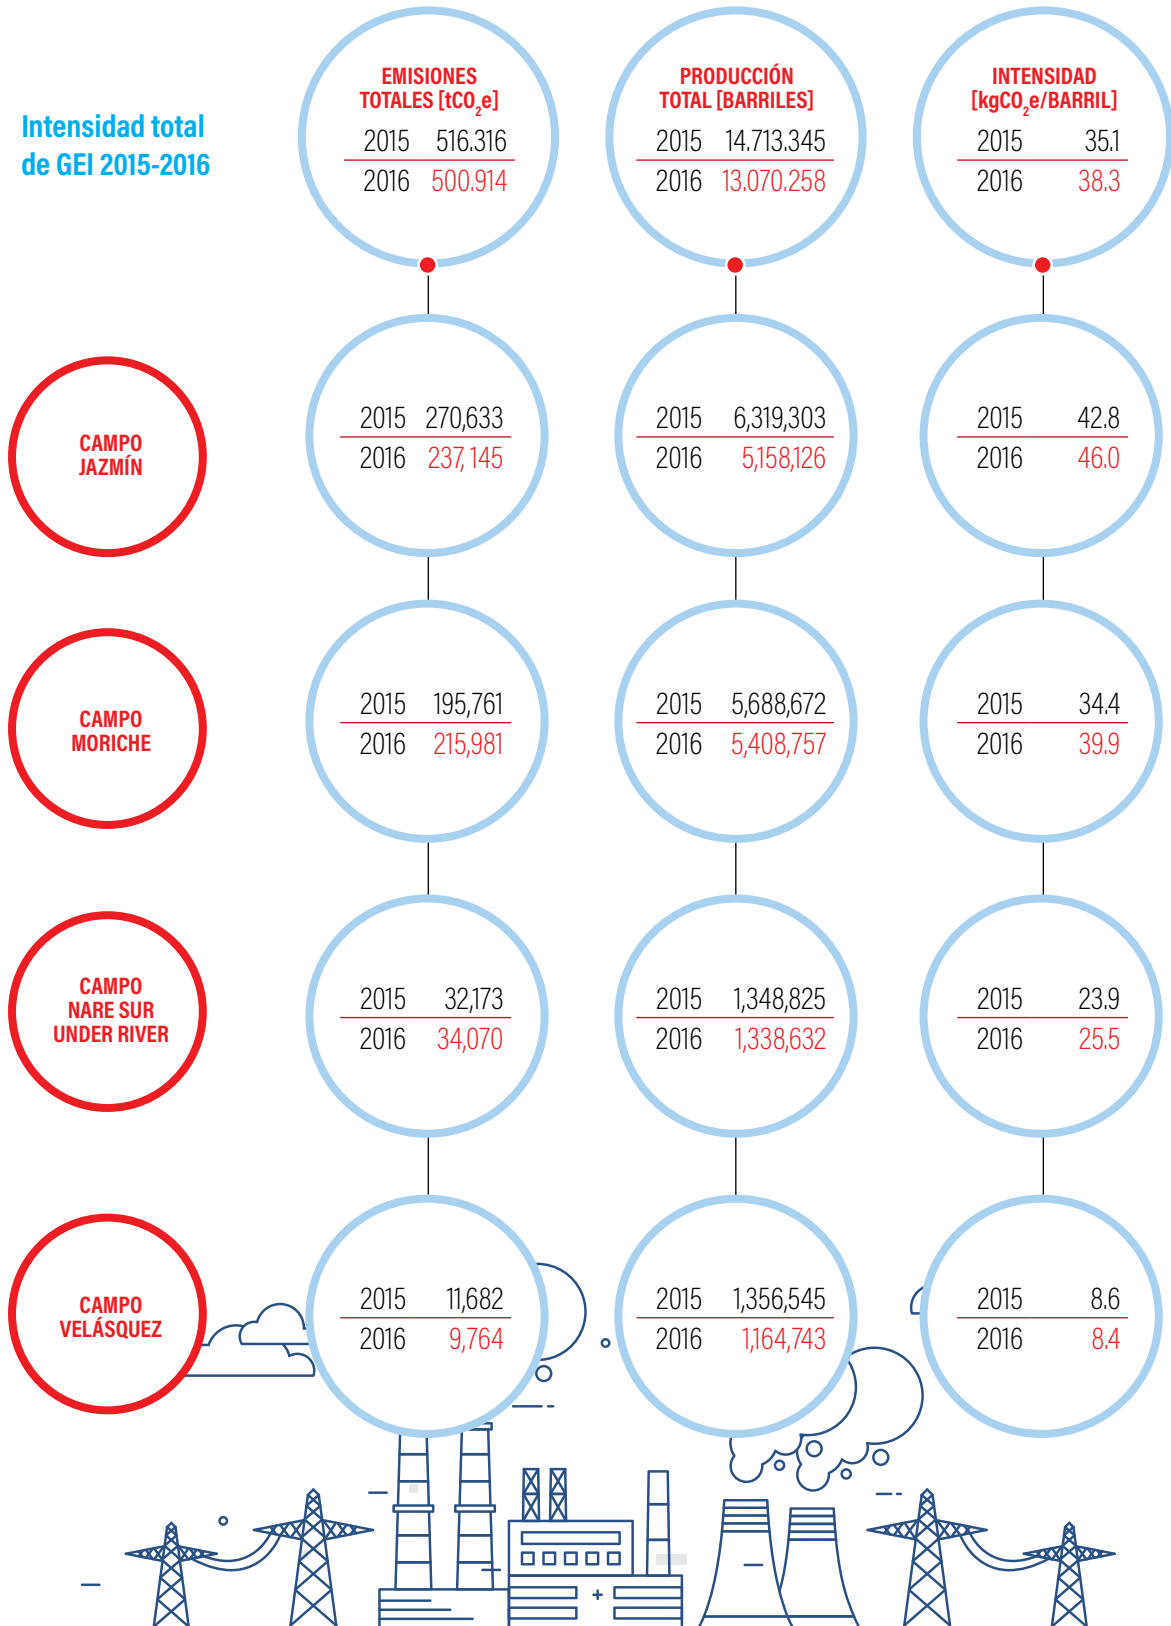 Intensidad total
de GEI 2015-2016
EMISIONES
TOTALES [tCO₂e]
2015 516.316
2016 500.914
PRODUCCIÓN
TOTAL [BARRILES]
2015 14.713.345
2016 13.070.258
INTENSIDAD
[kgCO₂e/BARRIL]
2015 35.1
2016 38.3
CAMPO
JAZMÍN
2015 270,633
2016 237,145
2015 6,319,303
2016 5,158,126
2015 42.8
2016 46.0
CAMPO
MORICHE
2015 195,761
2016 215,981
2015 5,688,672
2016 5,408,757
2015 34.4
2016 39.9
CAMPO
NARE SUR
UNDER RIVER
2015 32,173
2016 34,070
2015 1,348,825
2016 1,338,632
2015 23.9
2016 25.5
CAMPO
VELÁSQUEZ
2015 11,682
2016 9,764
2015 1,356,545
2016 1,164,743
2015 8.6
2016 8.4